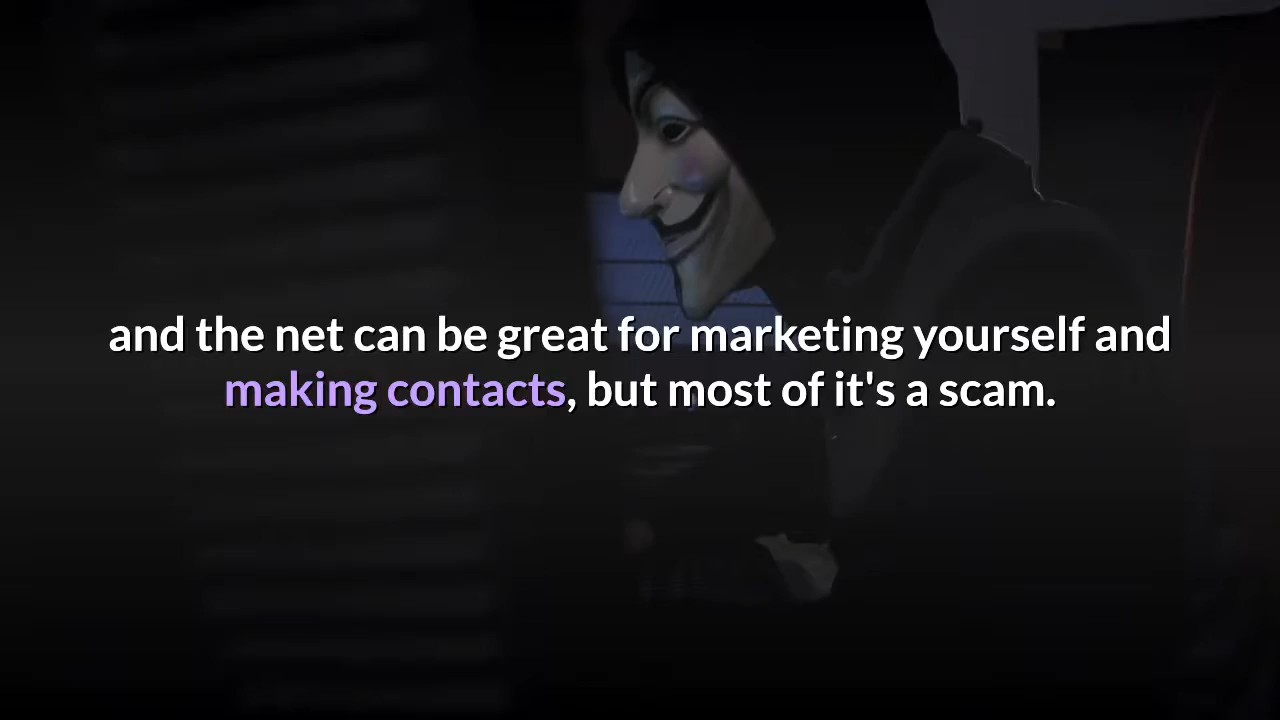 and the net can be great for marketing yourself and
making contacts, but most of it's a scam.